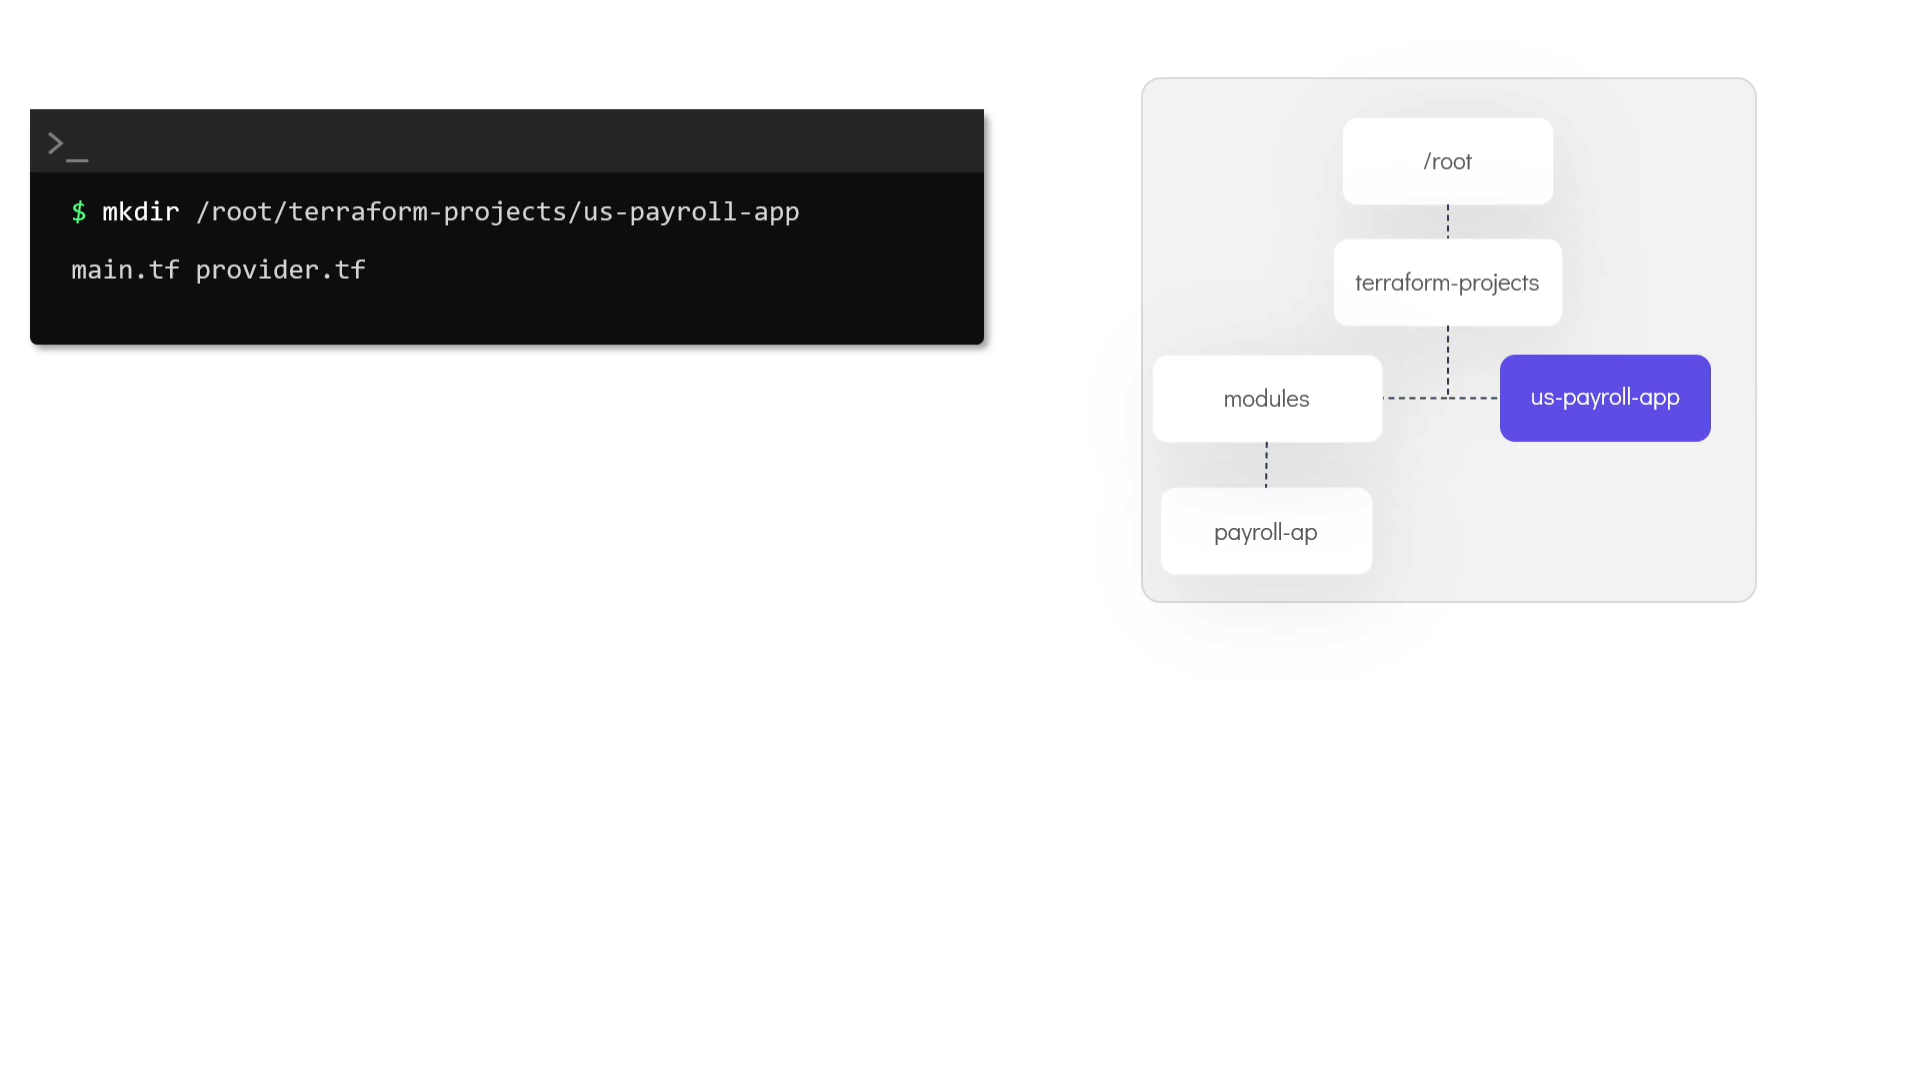 >_
$ mkdir /root/terraform-projects/us-payroll-app
main.tf provider.tf
/root
terraform-projects
modules
us-payroll-app
payroll-ap